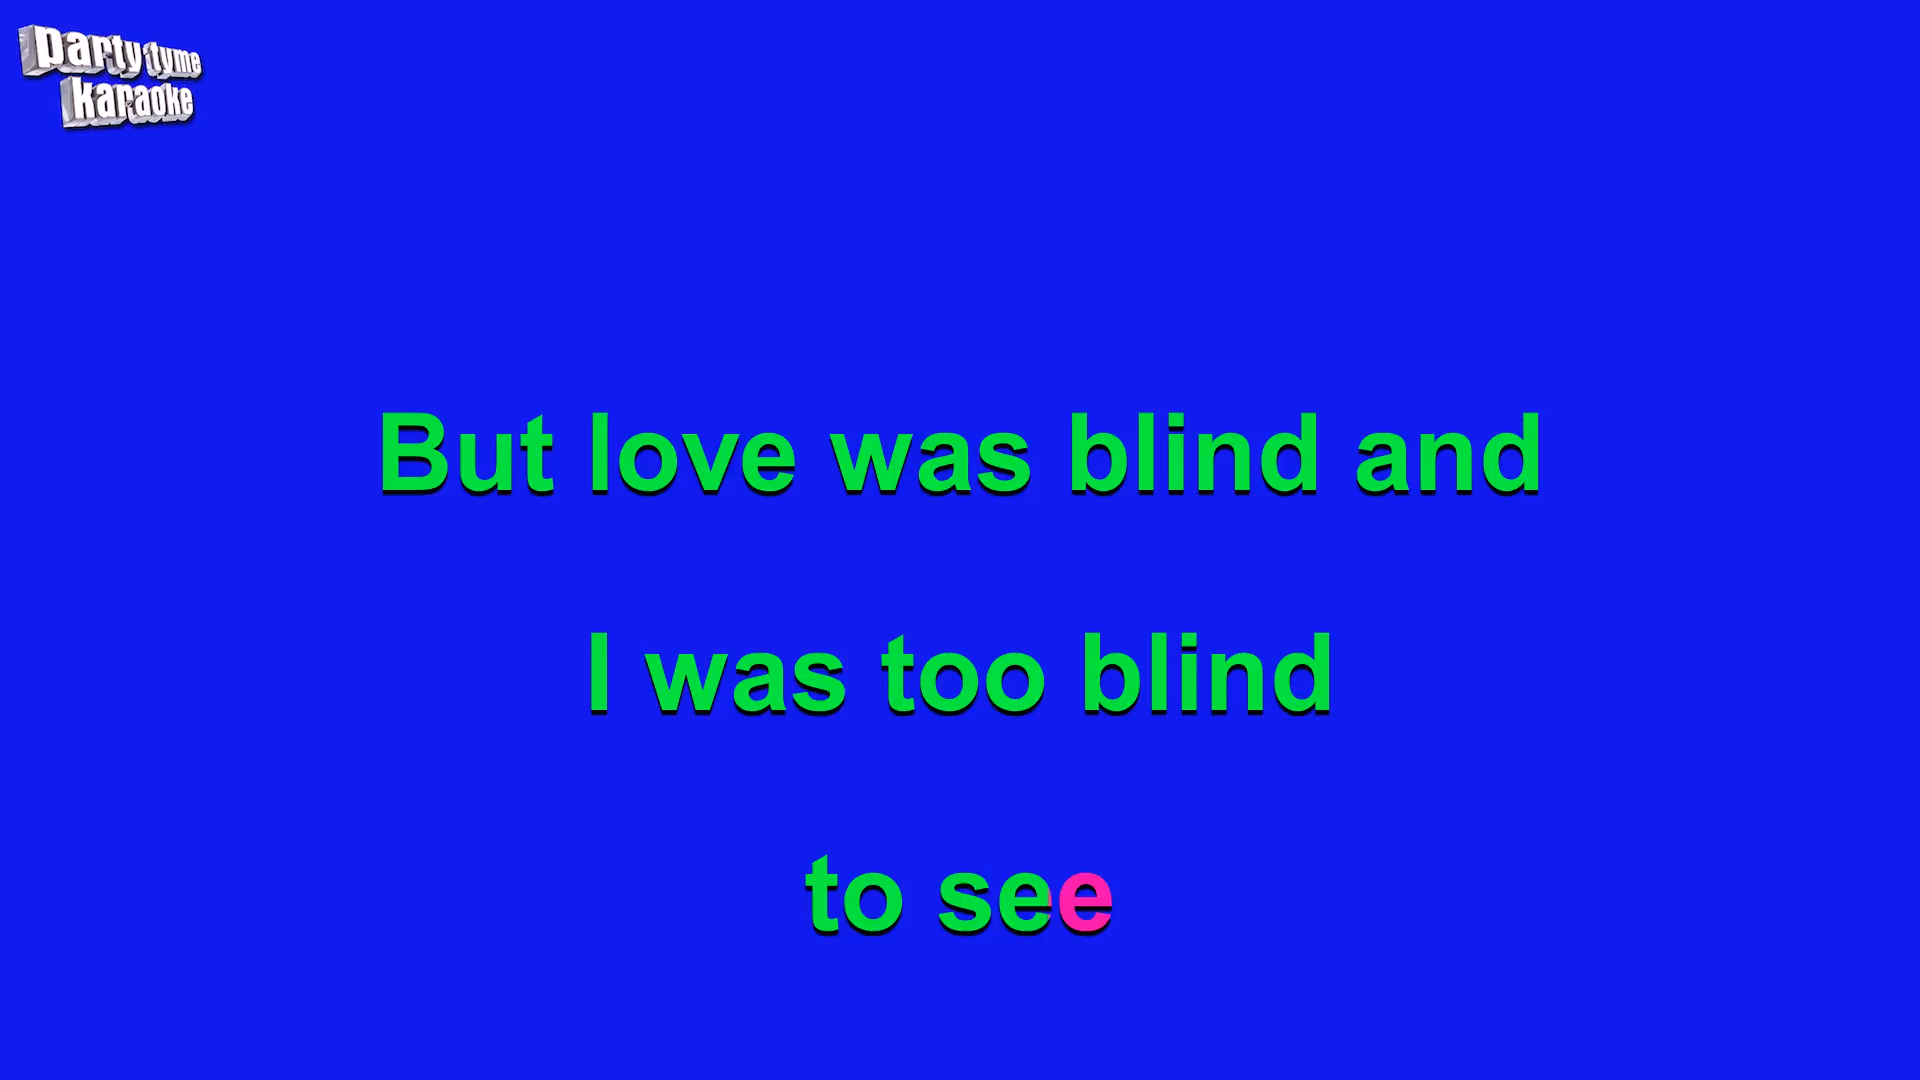 party tyme
karaoke
But love was blind and
I was too blind
to see